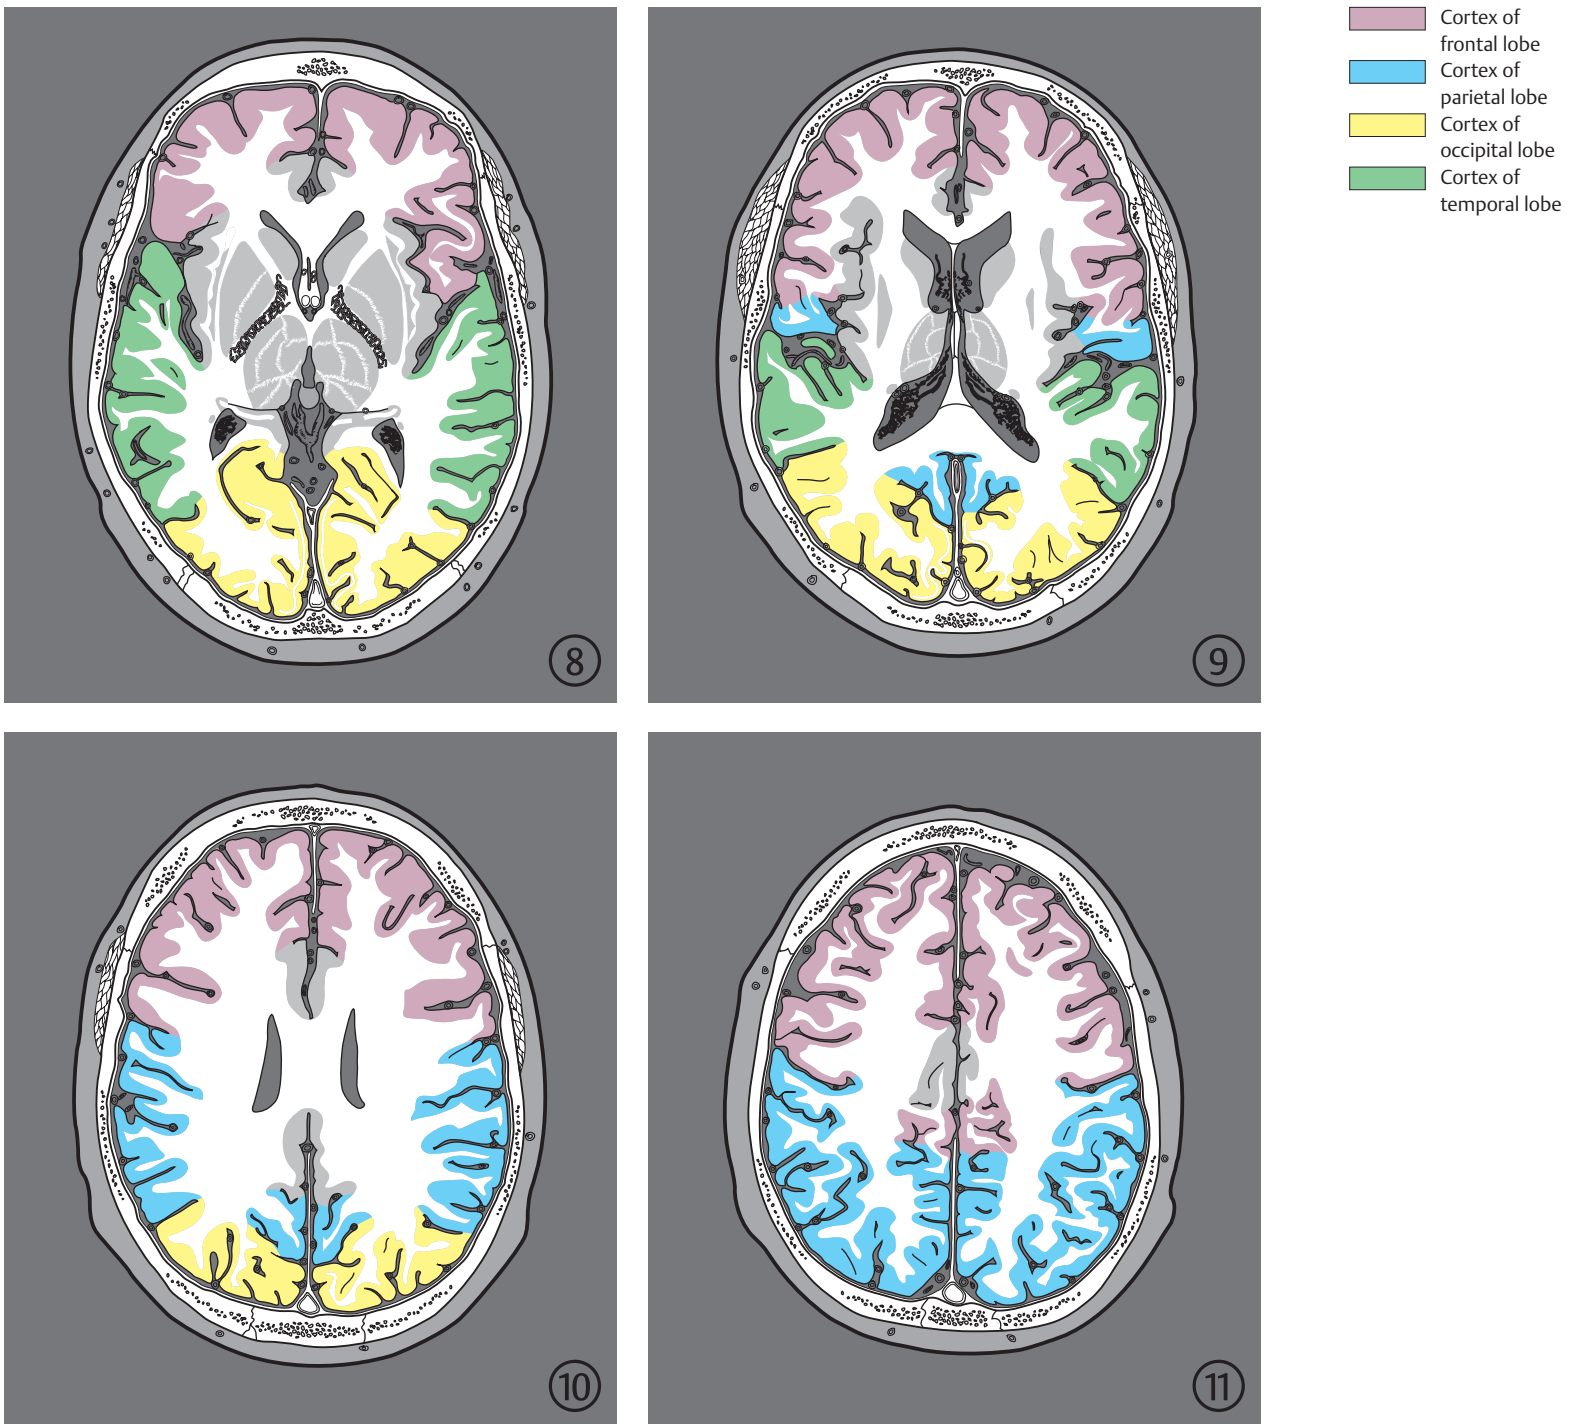 Cortex of
frontal lobe
Cortex of
parietal lobe
Cortex of
occipital lobe
Cortex of
temporal lobe
8
9
10
11